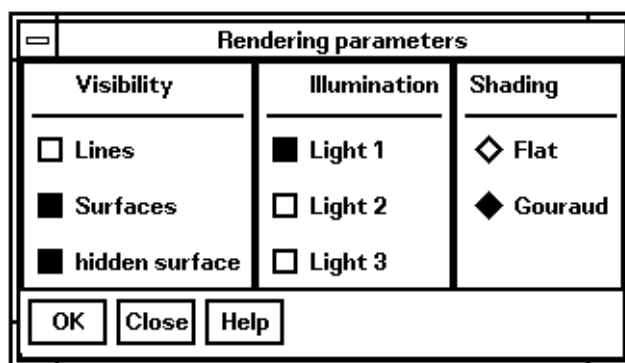 Rendering parameters
Visibility
Lines
Surfaces
hidden surface
Illumination
Light 1
Light 2
Light 3
Shading
Flat
Gouraud
OK Close Help